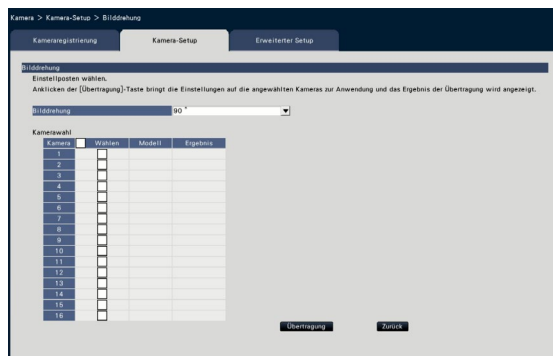 Kamera > Kamera-Setup > Bilddrehung
Kameraregistrierung Kamera-Setup Erweiterter Setup
Bilddrehung
Einstellposten wählen.
Anklicken der [Übertragung]-Taste bringt die Einstellungen auf die angewählten Kameras zur Anwendung und das Ergebnis der Übertragung wird angezeigt.
Bilddrehung 90 °
Kamerawahl
Kamera Wählen Modell Ergebnis
1
2
3
4
5
6
7
8
9
10
11
12
13
14
15
16
Übertragung Zurück